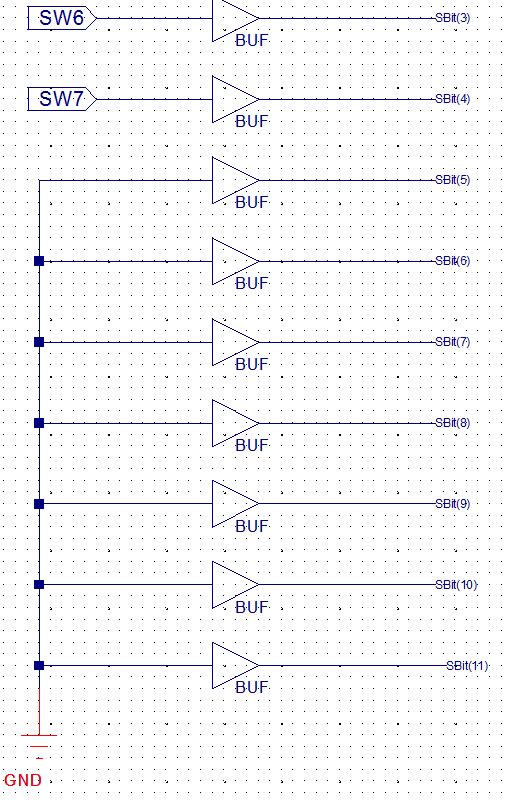 SW6 SBit(3)
BUF
SW7 SBit(4)
BUF
SBit(5)
BUF
SBit(6)
BUF
SBit(7)
BUF
SBit(8)
BUF
SBit(9)
BUF
SBit(10)
BUF
SBit(11)
BUF
GND